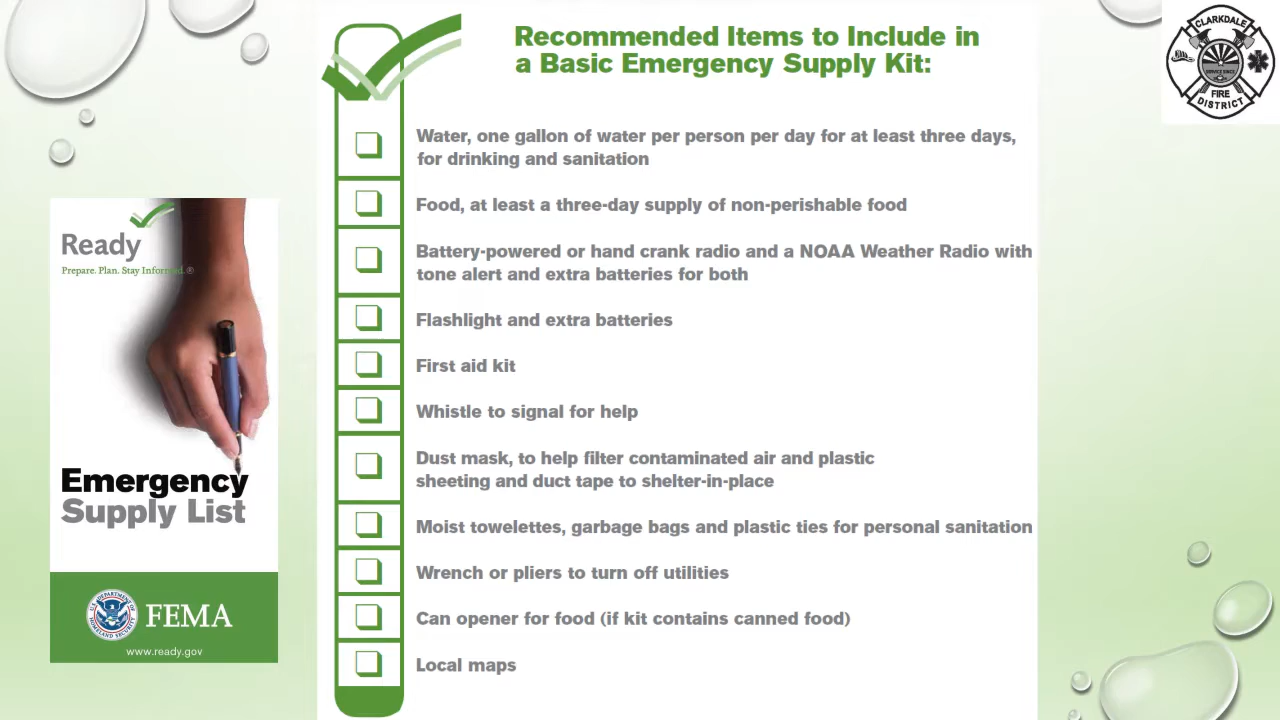 Recommended Items to Include in
a Basic Emergency Supply Kit:
Water, one gallon of water per person per day for at least three days,
for drinking and sanitation
Food, at least a three-day supply of non-perishable food
Battery-powered or hand crank radio and a NOAA Weather Radio with
tone alert and extra batteries for both
Flashlight and extra batteries
First aid kit
Whistle to signal for help
Dust mask, to help filter contaminated air and plastic
sheeting and duct tape to shelter-in-place
Moist towelettes, garbage bags and plastic ties for personal sanitation
Wrench or pliers to turn off utilities
Can opener for food (if kit contains canned food)
Local maps
Ready
Prepare. Plan. Stay Informed.®
Emergency
Supply List
U.S. DEPARTMENT OF
HOMELAND SECURITY
FEMA
www.ready.gov
CLARKDALE
FIRE
DISTRICT